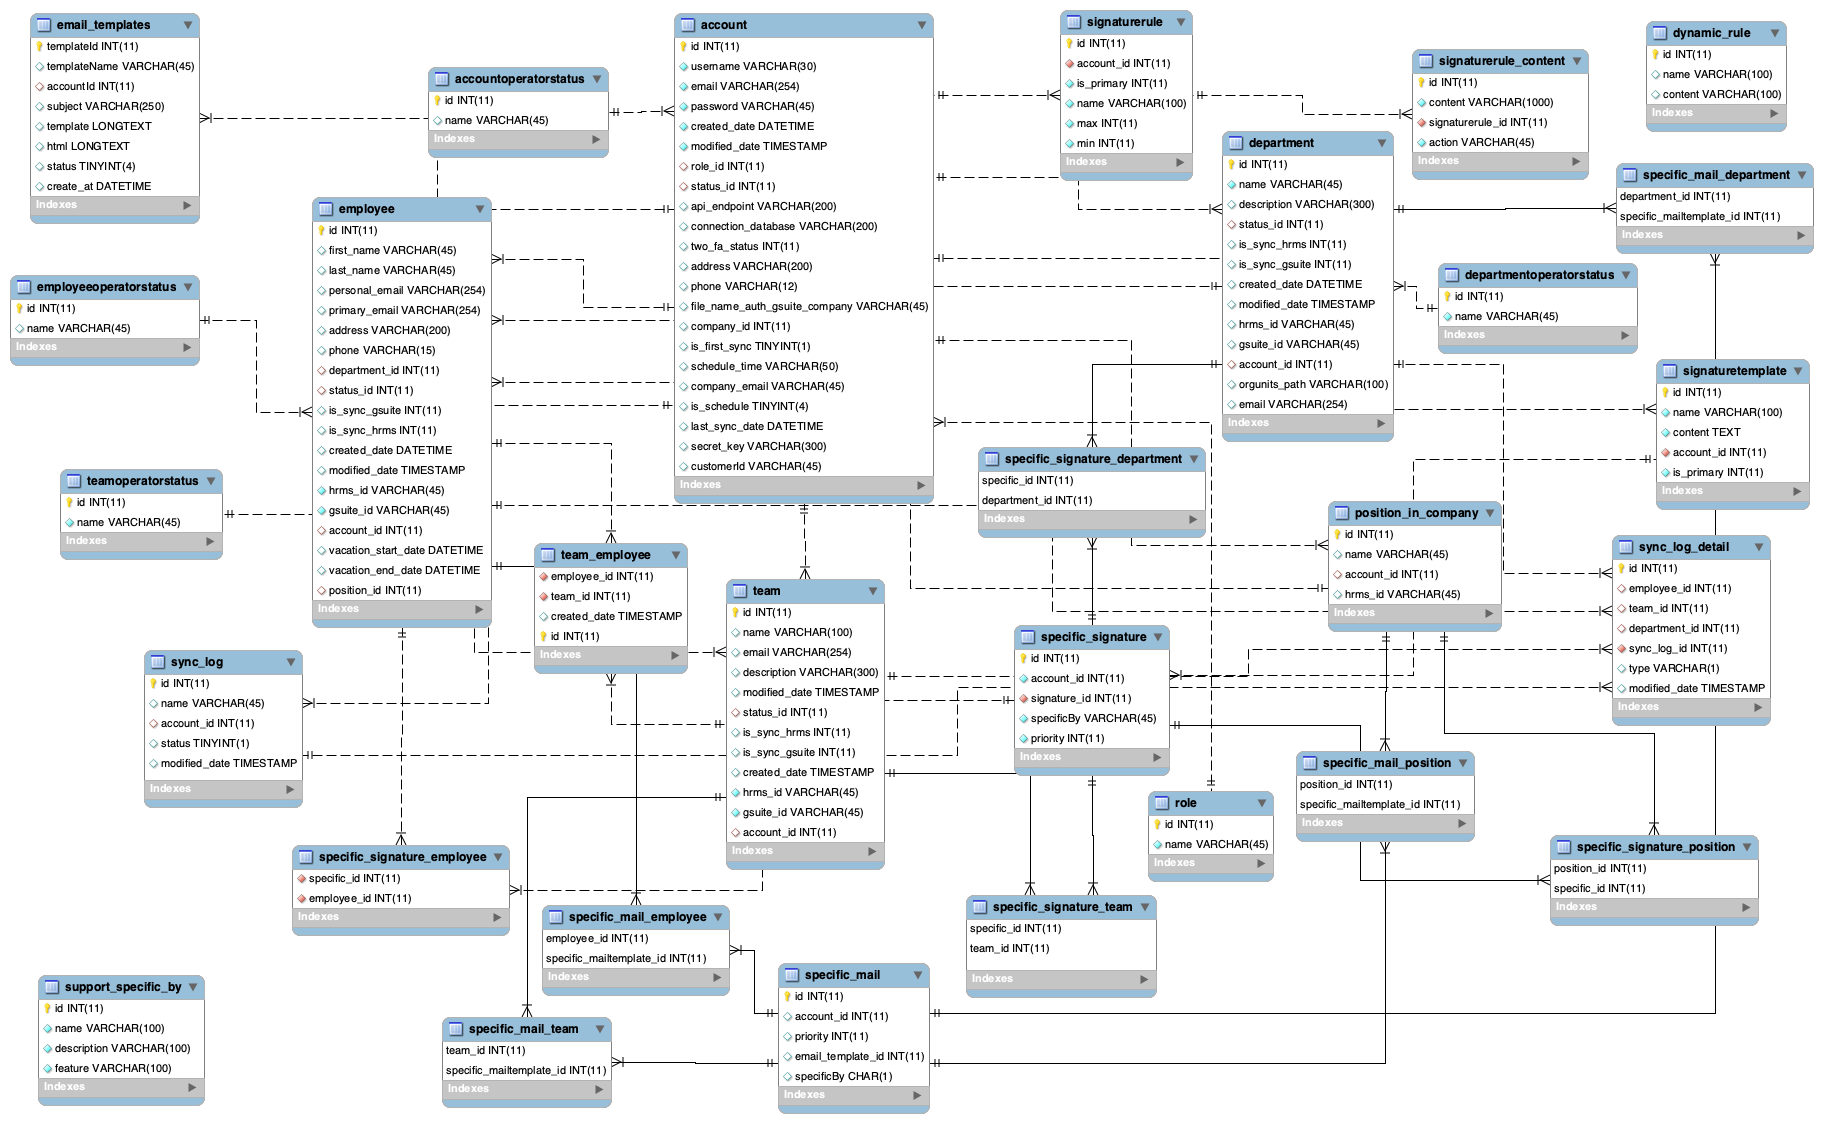 email_templates
templateId INT(11)
templateName VARCHAR(45)
accountId INT(11)
subject VARCHAR(250)
template LONGTEXT
html LONGTEXT
status TINYINT(4)
create_at DATETIME
Indexes
accountoperatorstatus
id INT(11)
name VARCHAR(45)
Indexes
account
id INT(11)
username VARCHAR(30)
email VARCHAR(254)
password VARCHAR(45)
created_date DATETIME
modified_date TIMESTAMP
role_id INT(11)
status_id INT(11)
api_endpoint VARCHAR(200)
connection_database VARCHAR(200)
two_fa_status INT(11)
address VARCHAR(200)
phone VARCHAR(12)
file_name_auth_gsuite_company VARCHAR(45)
company_id INT(11)
is_first_sync TINYINT(1)
schedule_time VARCHAR(50)
company_email VARCHAR(45)
is_schedule TINYINT(4)
last_sync_date DATETIME
secret_key VARCHAR(300)
customerId VARCHAR(45)
Indexes
signaturerule
id INT(11)
account_id INT(11)
is_primary INT(11)
name VARCHAR(100)
max INT(11)
min INT(11)
Indexes
signaturerule_content
id INT(11)
content VARCHAR(1000)
signaturerule_id INT(11)
action VARCHAR(45)
Indexes
dynamic_rule
id INT(11)
name VARCHAR(100)
content VARCHAR(100)
Indexes
department
id INT(11)
name VARCHAR(45)
description VARCHAR(300)
status_id INT(11)
is_sync_hrms INT(11)
is_sync_gsuite INT(11)
created_date DATETIME
modified_date TIMESTAMP
hrms_id VARCHAR(45)
gsuite_id VARCHAR(45)
account_id INT(11)
orgunits_path VARCHAR(100)
email VARCHAR(254)
Indexes
specific_mail_department
department_id INT(11)
specific_mailtemplate_id INT(11)
Indexes
employee
id INT(11)
first_name VARCHAR(45)
last_name VARCHAR(45)
personal_email VARCHAR(254)
primary_email VARCHAR(254)
address VARCHAR(200)
phone VARCHAR(15)
department_id INT(11)
status_id INT(11)
is_sync_gsuite INT(11)
is_sync_hrms INT(11)
created_date DATETIME
modified_date TIMESTAMP
hrms_id VARCHAR(45)
gsuite_id VARCHAR(45)
account_id INT(11)
vacation_start_date DATETIME
vacation_end_date DATETIME
position_id INT(11)
Indexes
employeeoperatorstatus
id INT(11)
name VARCHAR(45)
Indexes
departmentoperatorstatus
id INT(11)
name VARCHAR(45)
Indexes
signaturetemplate
id INT(11)
name VARCHAR(100)
content TEXT
account_id INT(11)
is_primary INT(11)
Indexes
teamoperatorstatus
id INT(11)
name VARCHAR(45)
Indexes
specific_signature_department
specific_id INT(11)
department_id INT(11)
Indexes
position_in_company
id INT(11)
name VARCHAR(45)
account_id INT(11)
hrms_id VARCHAR(45)
Indexes
sync_log_detail
id INT(11)
employee_id INT(11)
team_id INT(11)
department_id INT(11)
sync_log_id INT(11)
type VARCHAR(1)
modified_date TIMESTAMP
Indexes
team_employee
employee_id INT(11)
team_id INT(11)
created_date TIMESTAMP
id INT(11)
Indexes
team
id INT(11)
name VARCHAR(100)
email VARCHAR(254)
description VARCHAR(300)
modified_date TIMESTAMP
status_id INT(11)
is_sync_hrms INT(11)
is_sync_gsuite INT(11)
created_date TIMESTAMP
hrms_id VARCHAR(45)
gsuite_id VARCHAR(45)
account_id INT(11)
Indexes
specific_signature
id INT(11)
account_id INT(11)
signature_id INT(11)
specificBy VARCHAR(45)
priority INT(11)
Indexes
sync_log
id INT(11)
name VARCHAR(45)
account_id INT(11)
status TINYINT(1)
modified_date TIMESTAMP
Indexes
specific_mail_position
position_id INT(11)
specific_mailtemplate_id INT(11)
Indexes
role
id INT(11)
name VARCHAR(45)
Indexes
specific_signature_position
position_id INT(11)
specific_id INT(11)
Indexes
specific_signature_employee
specific_id INT(11)
employee_id INT(11)
Indexes
specific_mail_employee
employee_id INT(11)
specific_mailtemplate_id INT(11)
Indexes
specific_signature_team
specific_id INT(11)
team_id INT(11)
Indexes
support_specific_by
id INT(11)
name VARCHAR(100)
description VARCHAR(100)
feature VARCHAR(100)
Indexes
specific_mail_team
team_id INT(11)
specific_mailtemplate_id INT(11)
Indexes
specific_mail
id INT(11)
account_id INT(11)
priority INT(11)
email_template_id INT(11)
specificBy CHAR(1)
Indexes